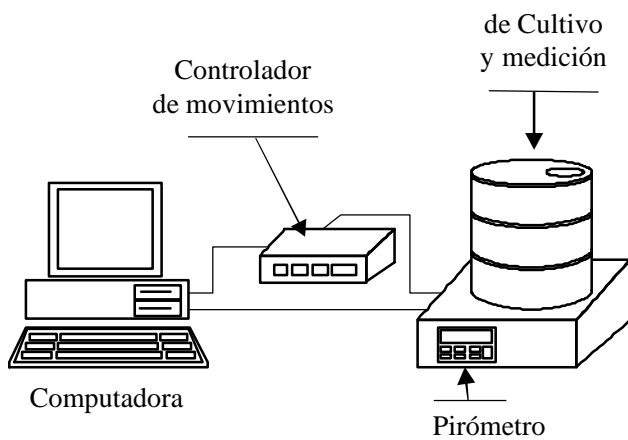 de Cultivo
y medición
Controlador
de movimientos
Computadora
Pirómetro